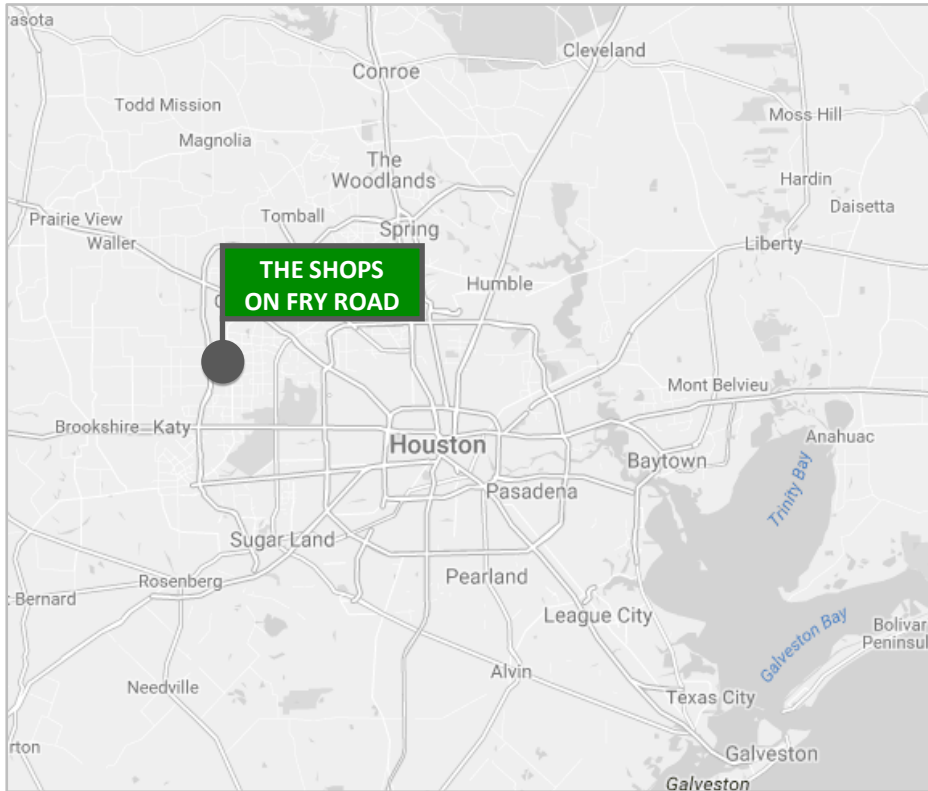 asota
Cleveland
Conroe
Todd Mission
Moss Hill
Magnolia
The
Woodlands
Hardin
Daisetta
Prairie View
Tomball
Spring
Waller
Liberty
THE SHOPS
ON FRY ROAD
Humble
Mont Belvieu
Brookshire
Katy
Houston
Anahuac
Baytown
Trinity Bay
Pasadena
Sugar Land
Rosenberg
Pearland
Bernard
League City
Galveston Bay
Bolivar
Peninsul
Alvin
Needville
Texas City
rton
Galveston
Galveston